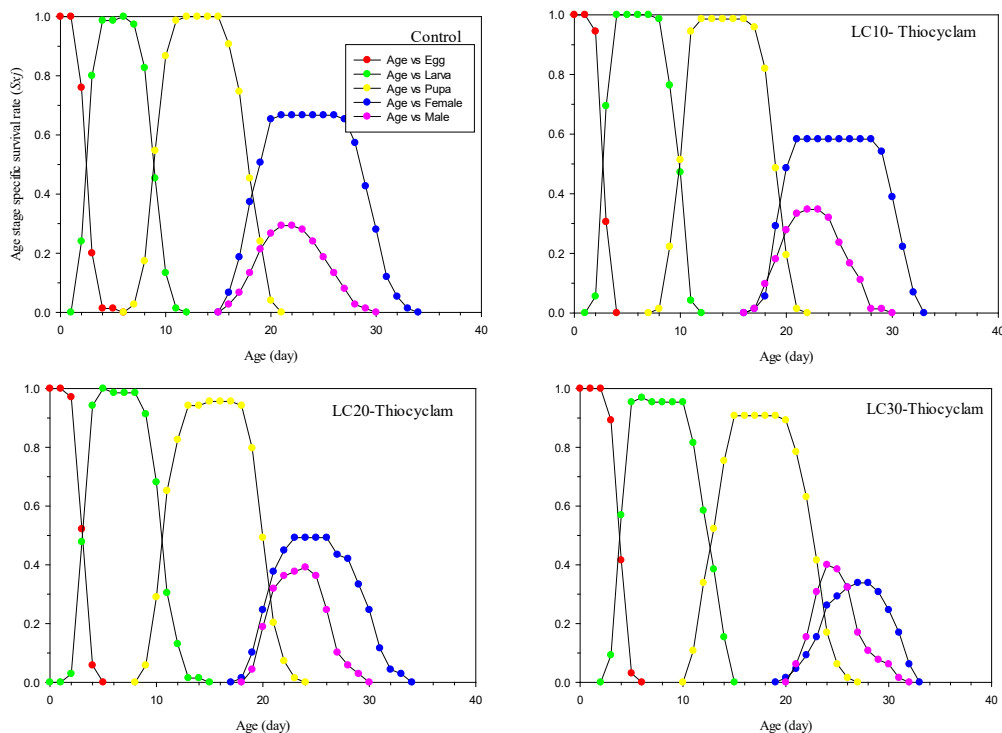 Control
Age vs Egg
Age vs Larva
Age vs Pupa
Age vs Female
Age vs Male
Age stage specific survival rate (Sxj)
1.0
0.8
0.6
0.4
0.2
0.0
0 10 20 30 40
Age (day)
LC10- Thiocyclam
1.0
0.8
0.6
0.4
0.2
0.0
0 10 20 30 40
Age (day)
LC20-Thiocyclam
1.0
0.8
0.6
0.4
0.2
0.0
0 10 20 30 40
Age (day)
LC30-Thiocyclam
1.0
0.8
0.6
0.4
0.2
0.0
0 10 20 30 40
Age (day)